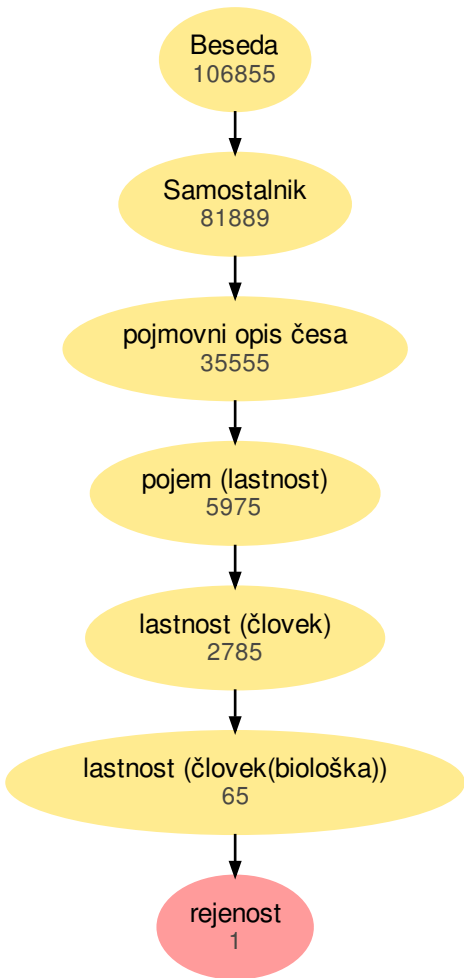 Beseda
106855
Samostalnik
81889
pojmovni opis česa
35555
pojem (lastnost)
5975
lastnost (človek)
2785
lastnost (človek(biološka))
65
rejenost
1